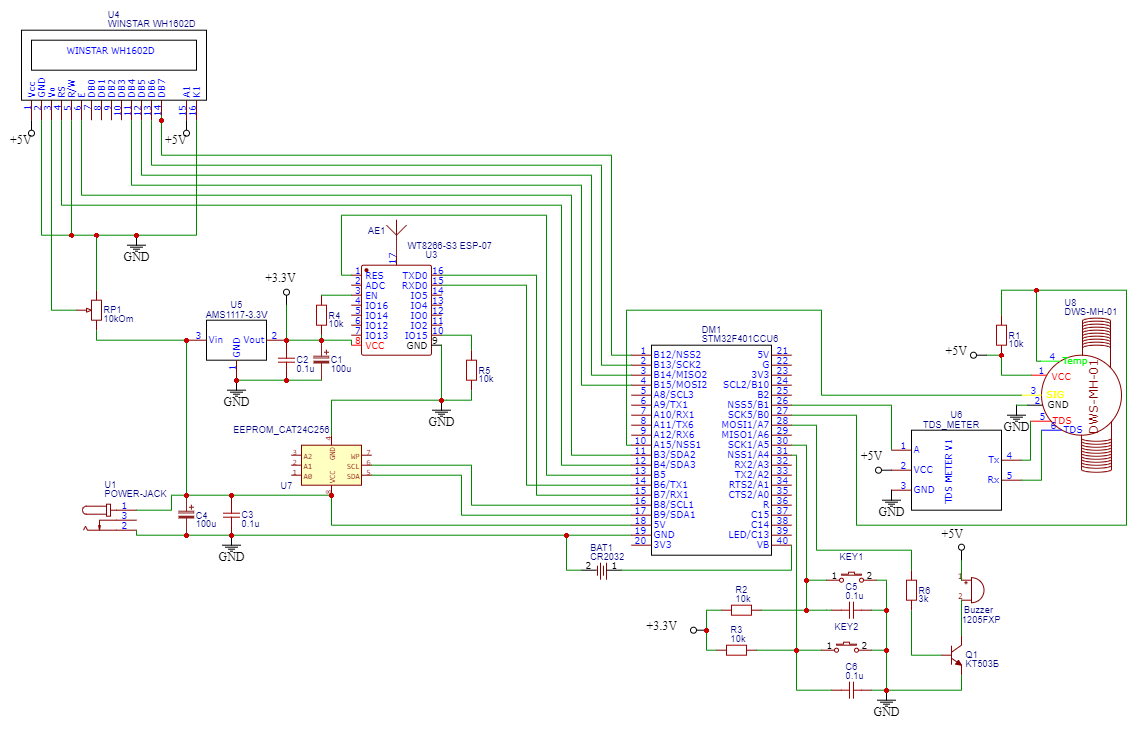 U4
WINSTAR WH1602D
WINSTAR WH1602D
Vcc
GND
Vo
RS
R/W
E
DB0
DB1
DB2
DB3
DB4
DB5
DB6
DB7
A1
K1
1
2
3
4
5
6
7
8
9
10
11
12
13
14
15
16
+5V
+5V
GND
RP1
10kOm
+3.3V
U5
AMS1117-3.3V
3 Vin
Vout 2
GND
1
GND
C2
0.1u
C1
100u
R4
10k
AE1
17
WT8266-S3 ESP-07
U3
1 RES
2 ADC
3 EN
4 IO16
5 IO14
6 IO12
7 IO13
8 VCC
TXD0 16
RXD0 15
IO5 14
IO4 13
IO0 12
IO2 11
IO15 10
GND 9
R5
10k
GND
EEPROM_CAT24C256
U7
3 A2
2 A1
1 A0
4
GND
VCC
8
WP 7
SCL 6
SDA 5
U1
POWER-JACK
1
3
2
C4
100u
C3
0.1u
GND
DM1
STM32F401CCU6
1 B12/NSS2
2 B13/SCK2
3 B14/MISO2
4 B15/MOSI2
5 A8/SCL3
6 A9/TX1
7 A10/RX1
8 A11/TX6
9 A12/RX6
10 A15/NSS1
11 B3/SDA2
12 B4/SDA3
13 B5
14 B6/TX1
15 B7/RX1
16 B8/SCL1
17 B9/SDA1
18 5V
19 GND
20 3V3
5V 21
G 22
3V3 23
SCL2/B10 24
B2 25
NSS5/B1 26
SCK5/B0 27
MOSI1/A7 28
MISO1/A6 29
SCK1/A5 30
NSS1/A4 31
RX2/A3 32
TX2/A2 33
RTS2/A1 34
CTS2/A0 35
R 36
C15 37
C14 38
LED/C13 39
VB 40
BAT1
CR2032
2
1
KEY1
1
2
C5
0.1u
KEY2
1
2
C6
0.1u
R2
10k
R3
10k
+3.3V
GND
R6
3k
+5V
1
2
Buzzer
1205FXP
Q1
КТ503Б
U6
TDS_METER
TDS METER V1
1 A
2 VCC
3 GND
Tx 4
Rx 5
+5V
GND
R1
10k
+5V
GND
U8
DWS-MH-01
DWS-MH-01
4 Temp
1 VCC
3 SIG
2 GND
5 TDS
6 TDS